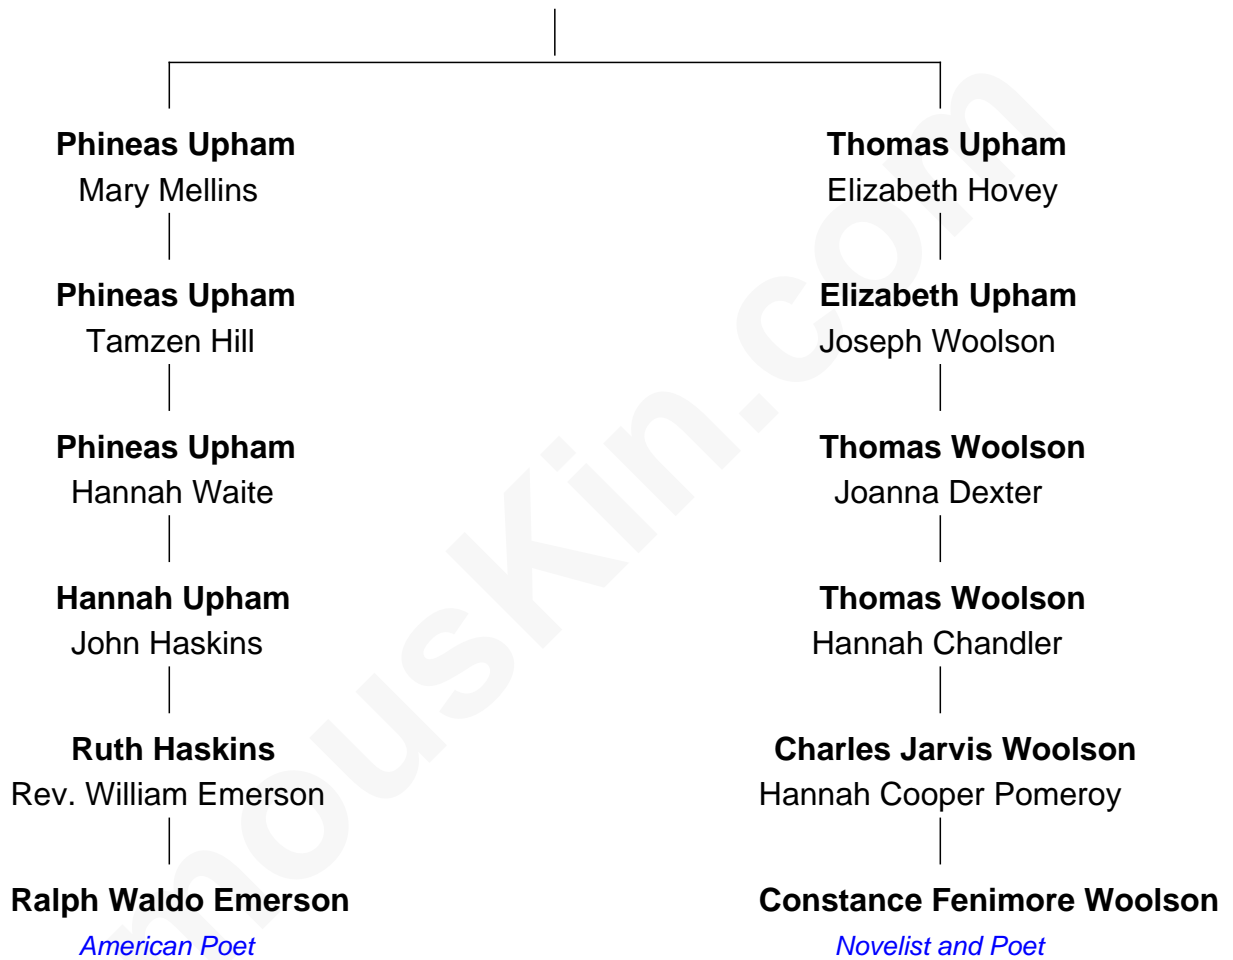 Phineas Upham
Mary Mellins
Thomas Upham
Elizabeth Hovey
Phineas Upham
Tamzen Hill
Elizabeth Upham
Joseph Woolson
Phineas Upham
Hannah Waite
Thomas Woolson
Joanna Dexter
Hannah Upham
John Haskins
Thomas Woolson
Hannah Chandler
Ruth Haskins
Rev. William Emerson
Charles Jarvis Woolson
Hannah Cooper Pomeroy
Ralph Waldo Emerson
American Poet
Constance Fenimore Woolson
Novelist and Poet
mousKin.com